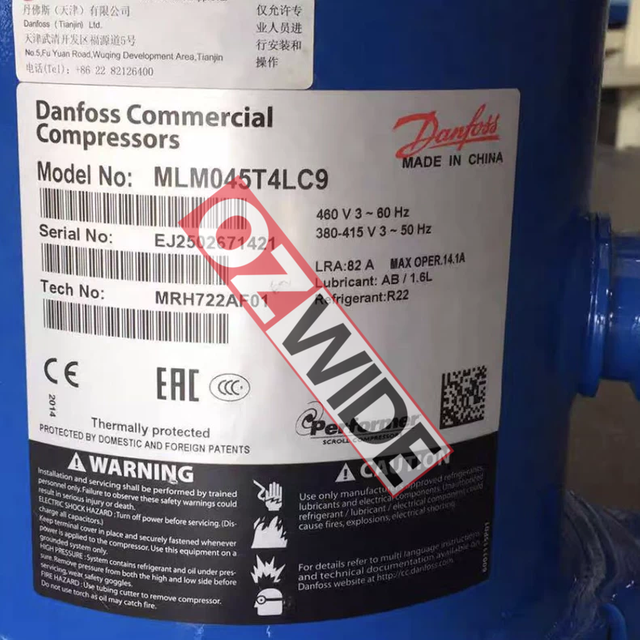 丹佛斯（天津）有限公司
Danfoss (Tianjin) Ltd.
天津武清开发区福源道5号
No.5,Fu Yuan Road,Wuqing Development Area,Tianjin
电话(Tel)：+86 22 82126400
仅允许专
业人员进
行安装和
操作
Danfoss Commercial
Compressors
Danfoss
MADE IN CHINA
Model No: MLM045T4LC9
460 V 3 ~ 60 Hz
380-415 V 3 ~ 50 Hz
Serial No: EJ2502671421
LRA:82 A MAX OPER.14.1A
Lubricant: AB / 1.6L
Refrigerant:R22
Tech No: MRH722AF01
OZWIDE
CE
2014
EAC
CCC
Thermally protected
PROTECTED BY DOMESTIC AND FOREIGN PATENTS
Performer
SCROLL COMPRESSORS
WARNING
Installation and servicing shall be performed by trained
personnel only. Failure to observe these safety warnings could
result in serious injury or death.
ELECTRIC SHOCK HAZARD : Turn off power before servicing. (Dis-
charge all capacitors.)
Keep terminal cover in place and securely fastened whenever
power is applied to the compressor. Use this equipment on a
grounded system only.
HIGH PRESSURE : System contains refrigerant and oil under pres-
sure. Remove pressure from both the high and low side before
servicing. Wear safety goggles.
FIRE HAZARD : Use tubing cutter to remove compressor.
Do not use torch as oil may catch fire.
CAUTION
Use only manufacturer approved refrigerants,
lubricants and electrical components. Unapproved
refrigerant / lubricant / electrical components may
cause fires, explosions, electrical shorting.
For details refer to multi language instructions
and technical documentation available on
website http://cc.danfoss.com